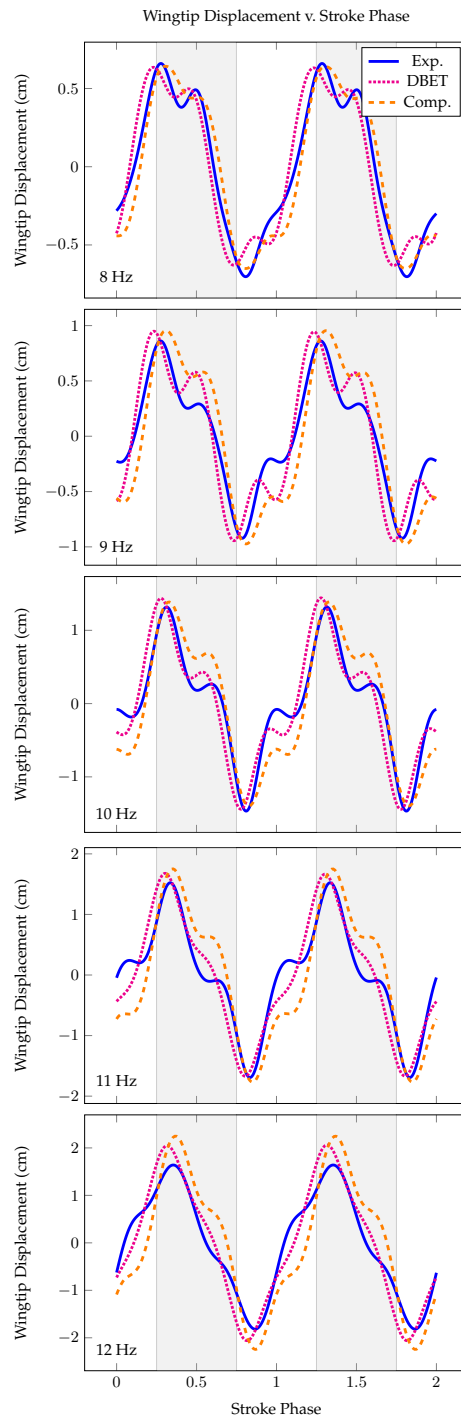 Wingtip Displacement v. Stroke Phase
Exp.
DBET
Comp.
Wingtip Displacement (cm)
0.5
0
−0.5
8 Hz
Wingtip Displacement (cm)
1
0.5
0
−0.5
−1
9 Hz
Wingtip Displacement (cm)
1
0
−1
10 Hz
Wingtip Displacement (cm)
2
1
0
−1
−2
11 Hz
Wingtip Displacement (cm)
2
1
0
−1
−2
12 Hz
0 0.5 1 1.5 2
Stroke Phase